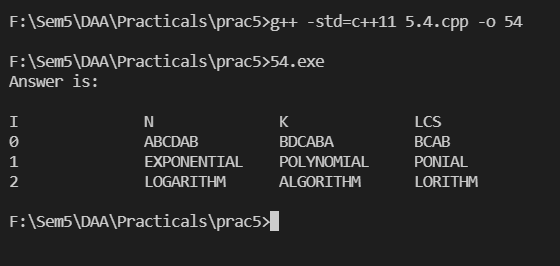 F:\Sem5\DAA\Practicals\prac5>g++ -std=c++11 5.4.cpp -o 54
F:\Sem5\DAA\Practicals\prac5>54.exe
Answer is:
I N K LCS
0 ABCDAB BDCABA BCAB
1 EXPONENTIAL POLYNOMIAL PONIAL
2 LOGARITHM ALGORITHM LORITHM
F:\Sem5\DAA\Practicals\prac5>